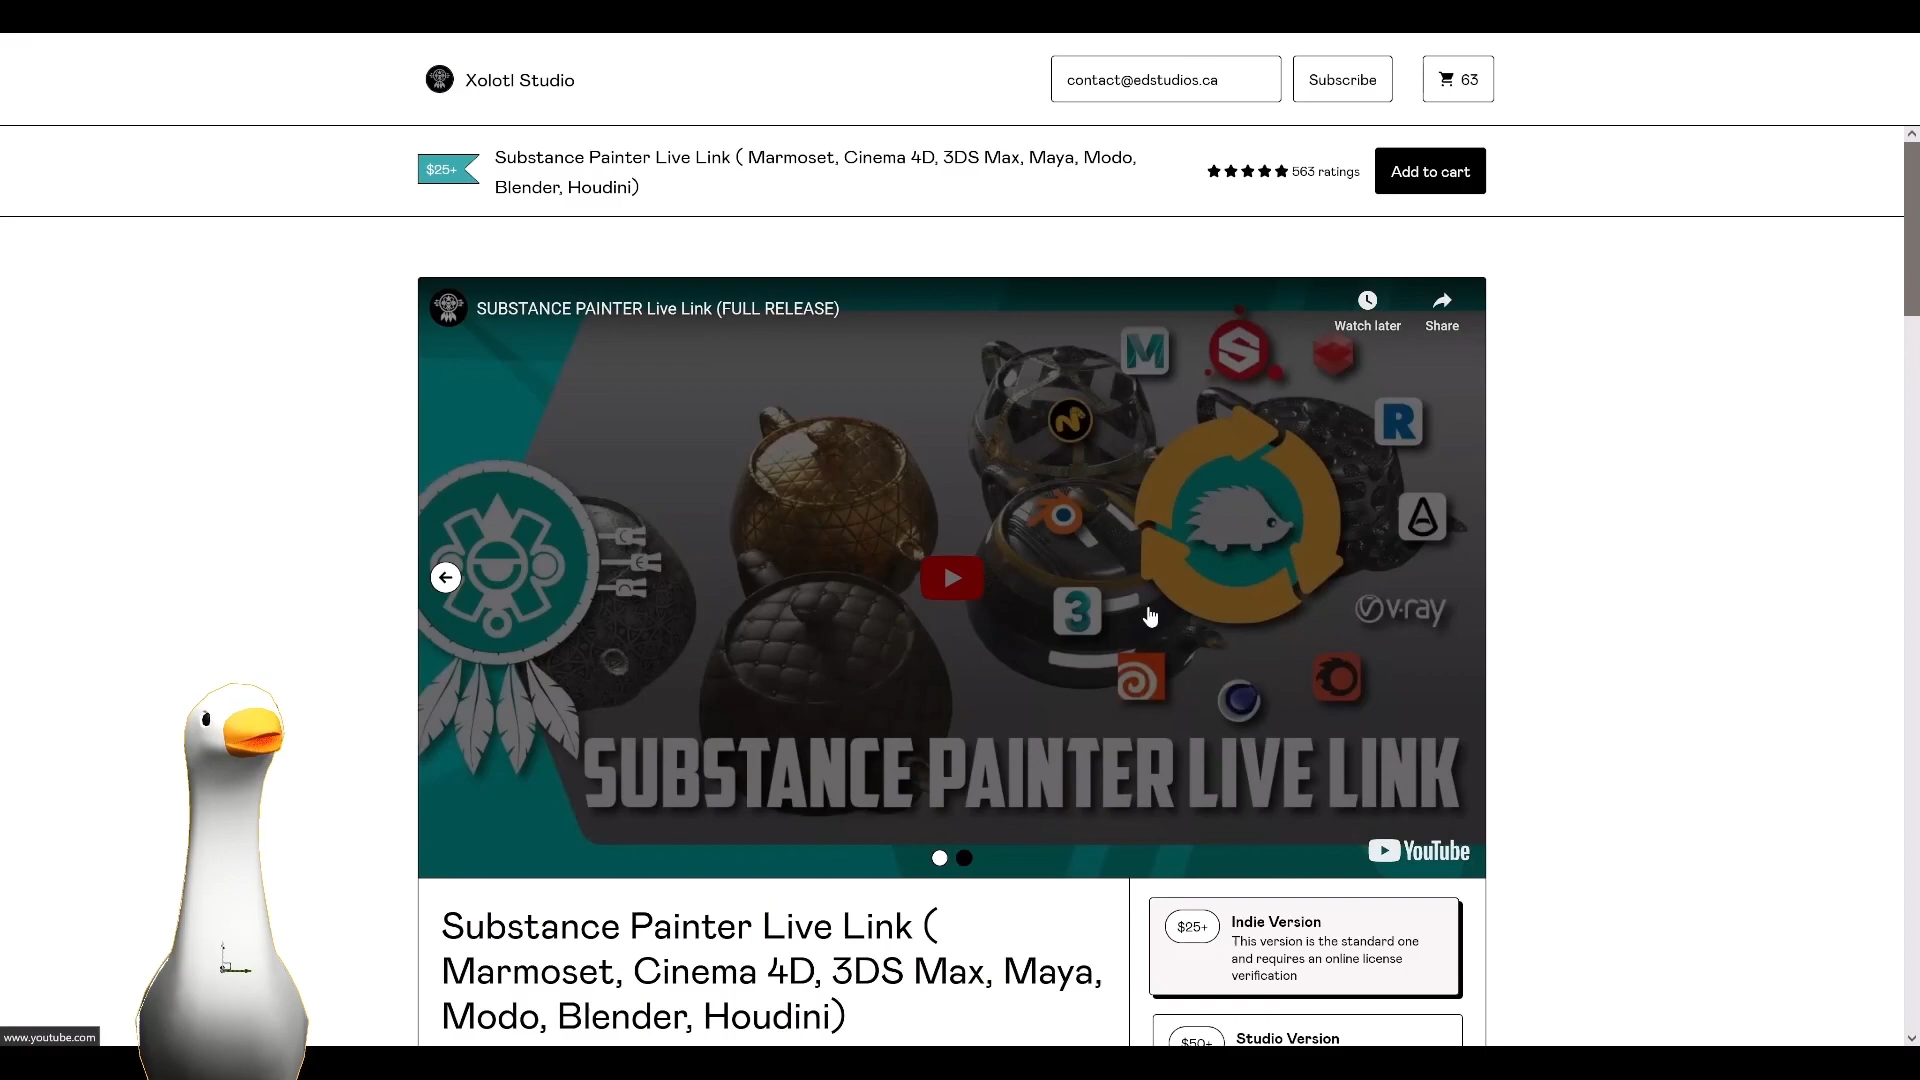 Xolotl Studio
contact@edstudios.ca
Subscribe
63
$25+
Substance Painter Live Link ( Marmoset, Cinema 4D, 3DS Max, Maya, Modo,
Blender, Houdini)
563 ratings
Add to cart
SUBSTANCE PAINTER Live Link (FULL RELEASE)
Watch later
Share
M
S
R
3
v·ray
SUBSTANCE PAINTER LIVE LINK
YouTube
Substance Painter Live Link (
Marmoset, Cinema 4D, 3DS Max, Maya,
Modo, Blender, Houdini)
$25+
Indie Version
This version is the standard one
and requires an online license
verification
$50+
Studio Version
www.youtube.com